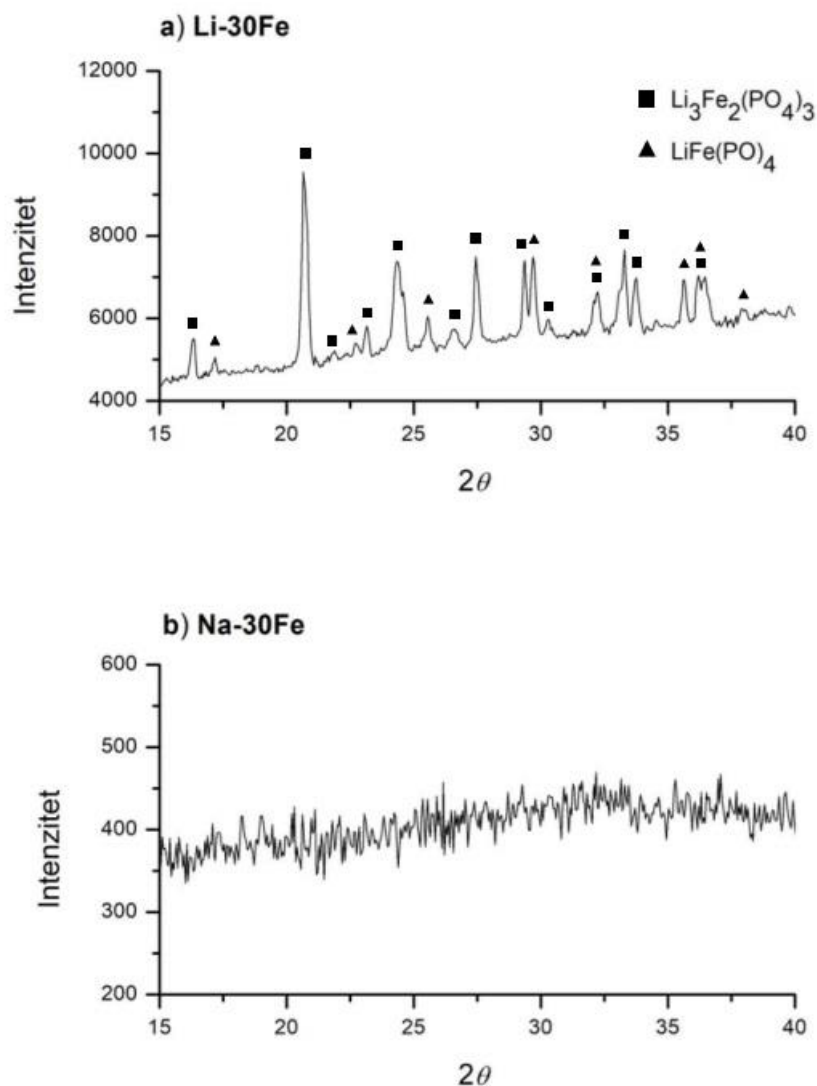 a) Li-30Fe
12000
10000
8000
6000
4000
Intenzitet
■ Li₃Fe₂(PO₄)₃
▲ LiFe(PO)₄
15 20 25 30 35 40
2θ
b) Na-30Fe
600
500
400
300
200
Intenzitet
15 20 25 30 35 40
2θ